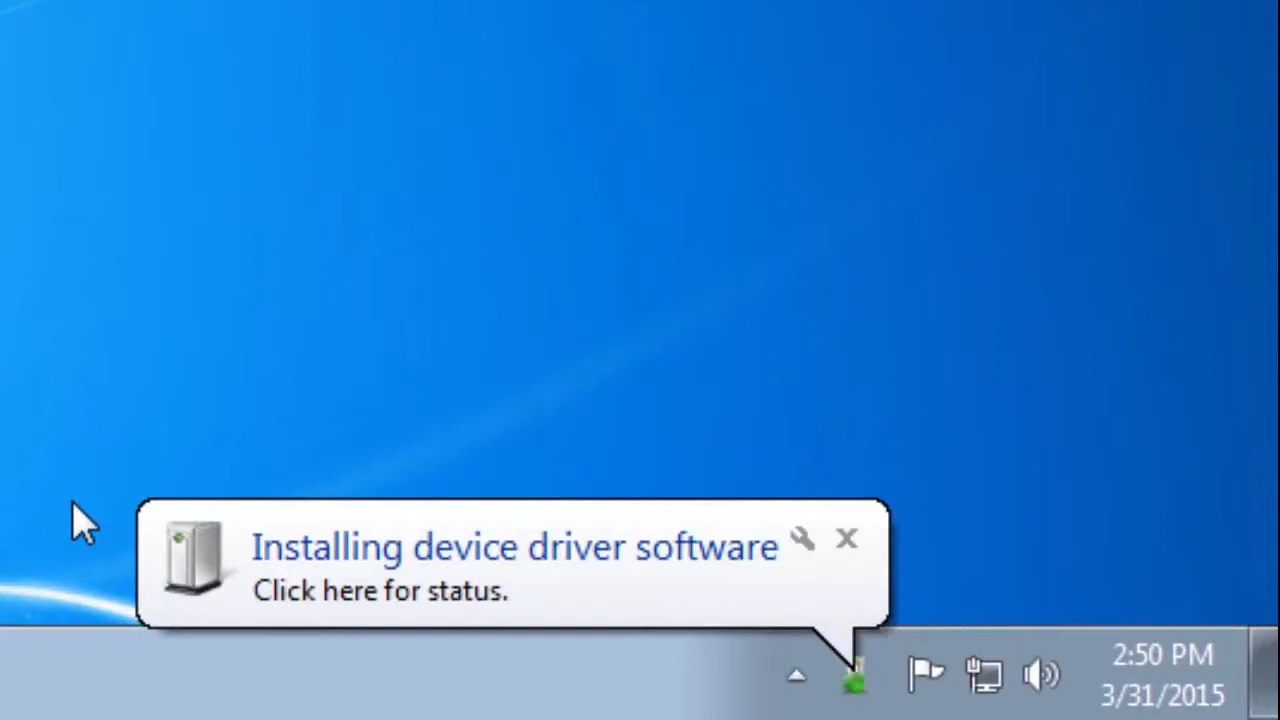 Installing device driver software
Click here for status.
2:50 PM
3/31/2015